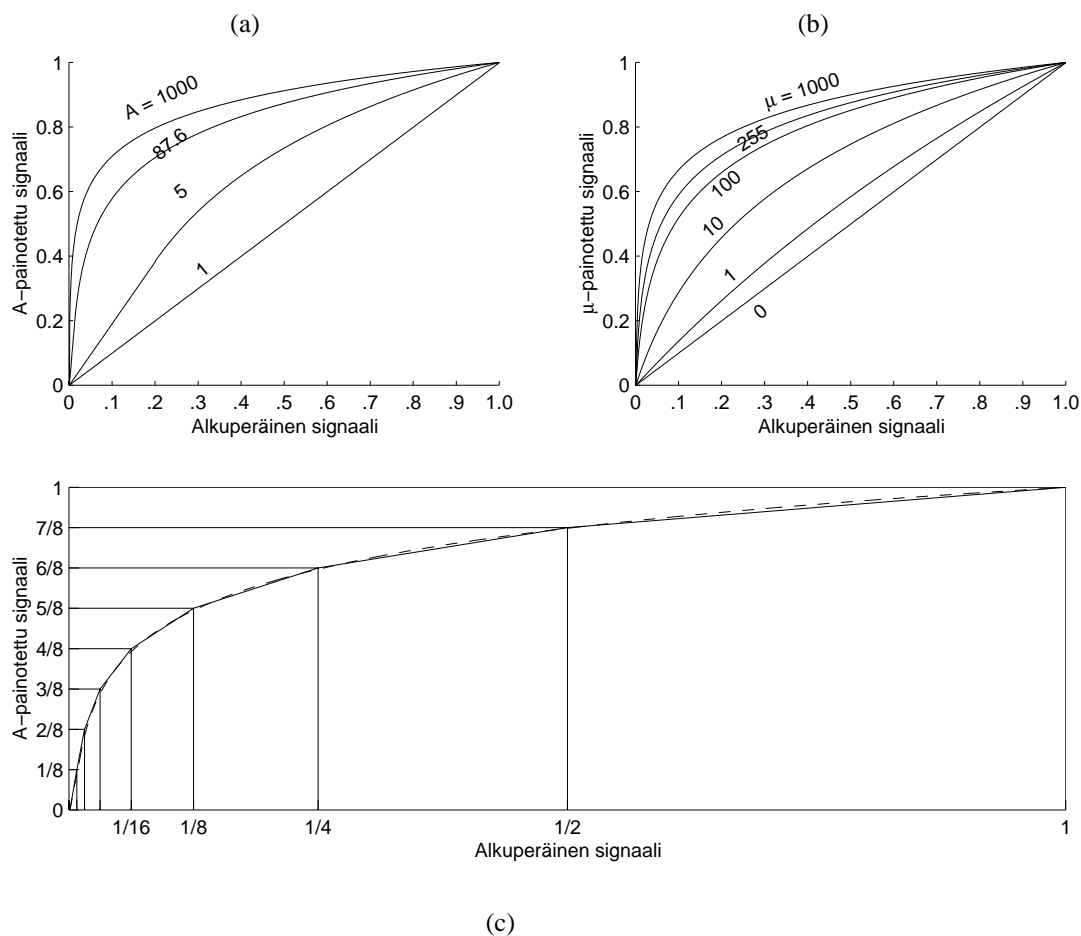 (a)
1
0.8
0.6
0.4
0.2
0
A−painotettu signaali
A = 1000
87.6
5
1
0 .1 .2 .3 .4 .5 .6 .7 .8 .9 1.0
Alkuperäinen signaali
(b)
1
0.8
0.6
0.4
0.2
0
μ−painotettu signaali
μ = 1000
255
100
10
1
0
0 .1 .2 .3 .4 .5 .6 .7 .8 .9 1.0
Alkuperäinen signaali
1
7/8
6/8
5/8
4/8
3/8
2/8
1/8
0
A−painotettu signaali
1/16 1/8 1/4 1/2 1
Alkuperäinen signaali
(c)